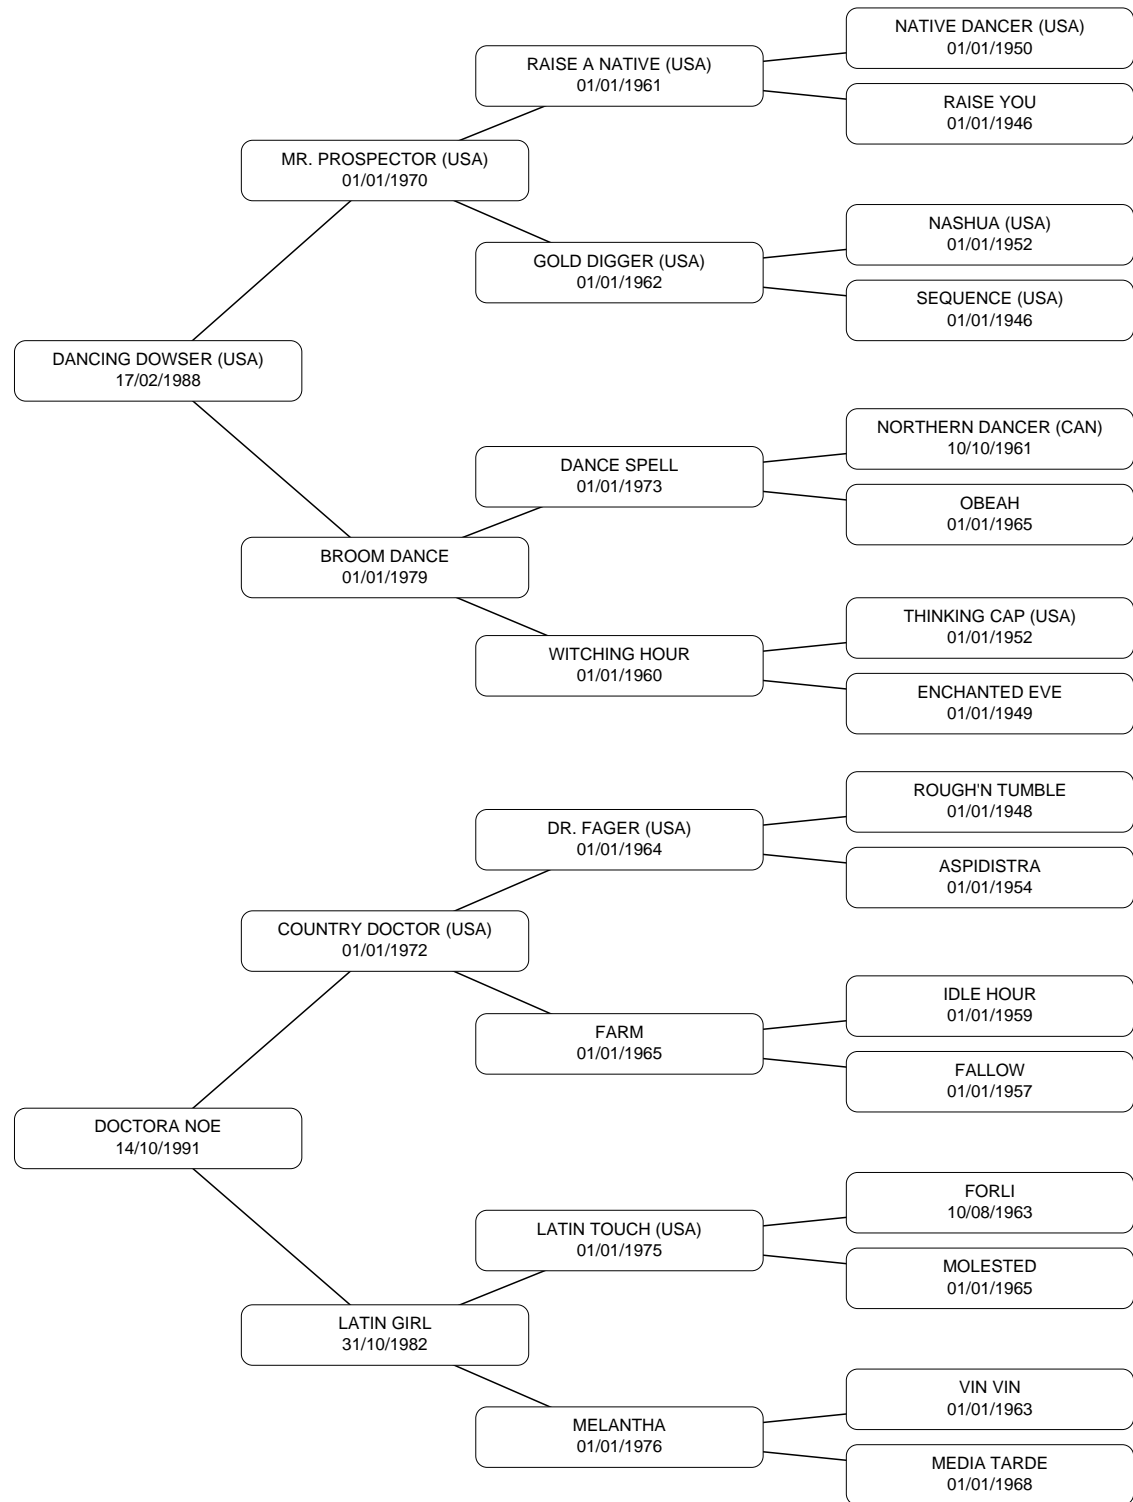 NATIVE DANCER (USA)
01/01/1950
RAISE A NATIVE (USA)
01/01/1961
RAISE YOU
01/01/1946
MR. PROSPECTOR (USA)
01/01/1970
NASHUA (USA)
01/01/1952
GOLD DIGGER (USA)
01/01/1962
SEQUENCE (USA)
01/01/1946
DANCING DOWSER (USA)
17/02/1988
NORTHERN DANCER (CAN)
10/10/1961
DANCE SPELL
01/01/1973
OBEAH
01/01/1965
BROOM DANCE
01/01/1979
THINKING CAP (USA)
01/01/1952
WITCHING HOUR
01/01/1960
ENCHANTED EVE
01/01/1949
ROUGH'N TUMBLE
01/01/1948
DR. FAGER (USA)
01/01/1964
ASPIDISTRA
01/01/1954
COUNTRY DOCTOR (USA)
01/01/1972
IDLE HOUR
01/01/1959
FARM
01/01/1965
FALLOW
01/01/1957
DOCTORA NOE
14/10/1991
FORLI
10/08/1963
LATIN TOUCH (USA)
01/01/1975
MOLESTED
01/01/1965
LATIN GIRL
31/10/1982
VIN VIN
01/01/1963
MELANTHA
01/01/1976
MEDIA TARDE
01/01/1968